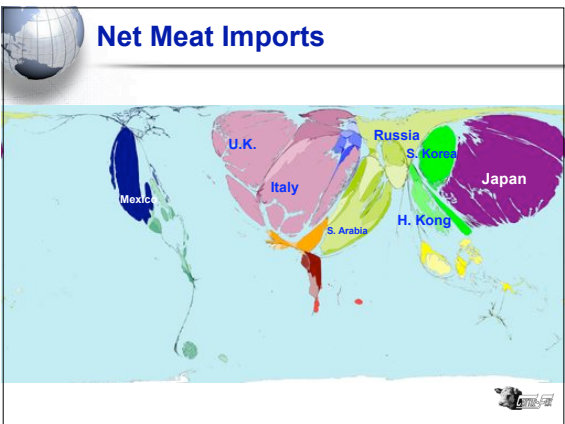 Net Meat Imports
U.K.
Russia
S. Korea
Japan
Italy
Mexico
H. Kong
S. Arabia